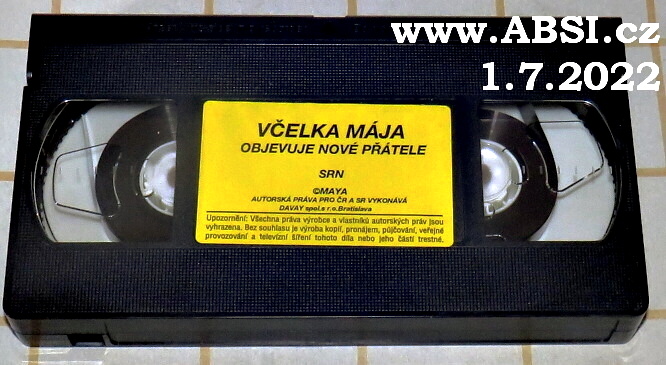 www.ABSI.cz
1.7.2022
VČELKA MÁJA
OBJEVUJE NOVÉ PŘÁTELE
SRN
©MAYA
AUTORSKÁ PRÁVA PRO ČR A SR VYKONÁVÁ
DAVAY spol.s r.o.Bratislava
Upozornění: Všechna práva výrobce a vlastníků autorských práv jsou
vyhrazena. Bez souhlasu je výroba kopií, pronájem, půjčování, veřejné
provozování a televizní šíření tohoto díla nebo jeho částí trestné.